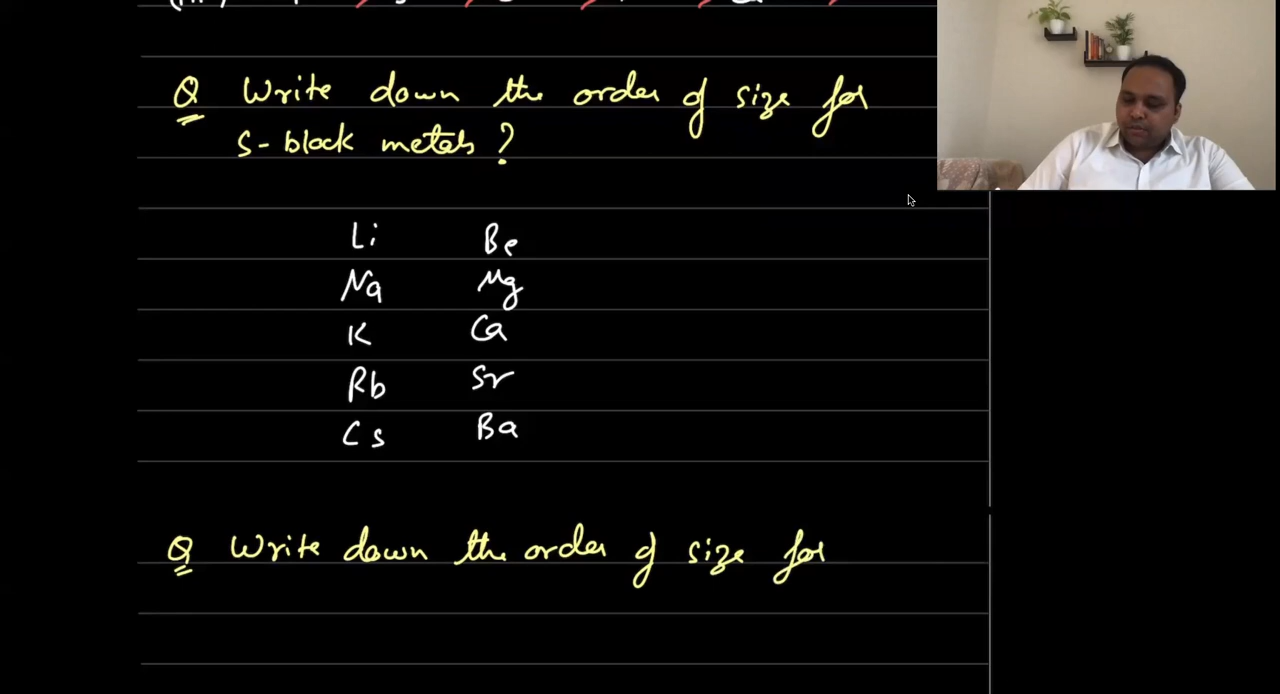 Q Write down the order of size for
s-block metals ?
Li Be
Na Mg
K Ca
Rb Sr
Cs Ba
Q Write down the order of size for